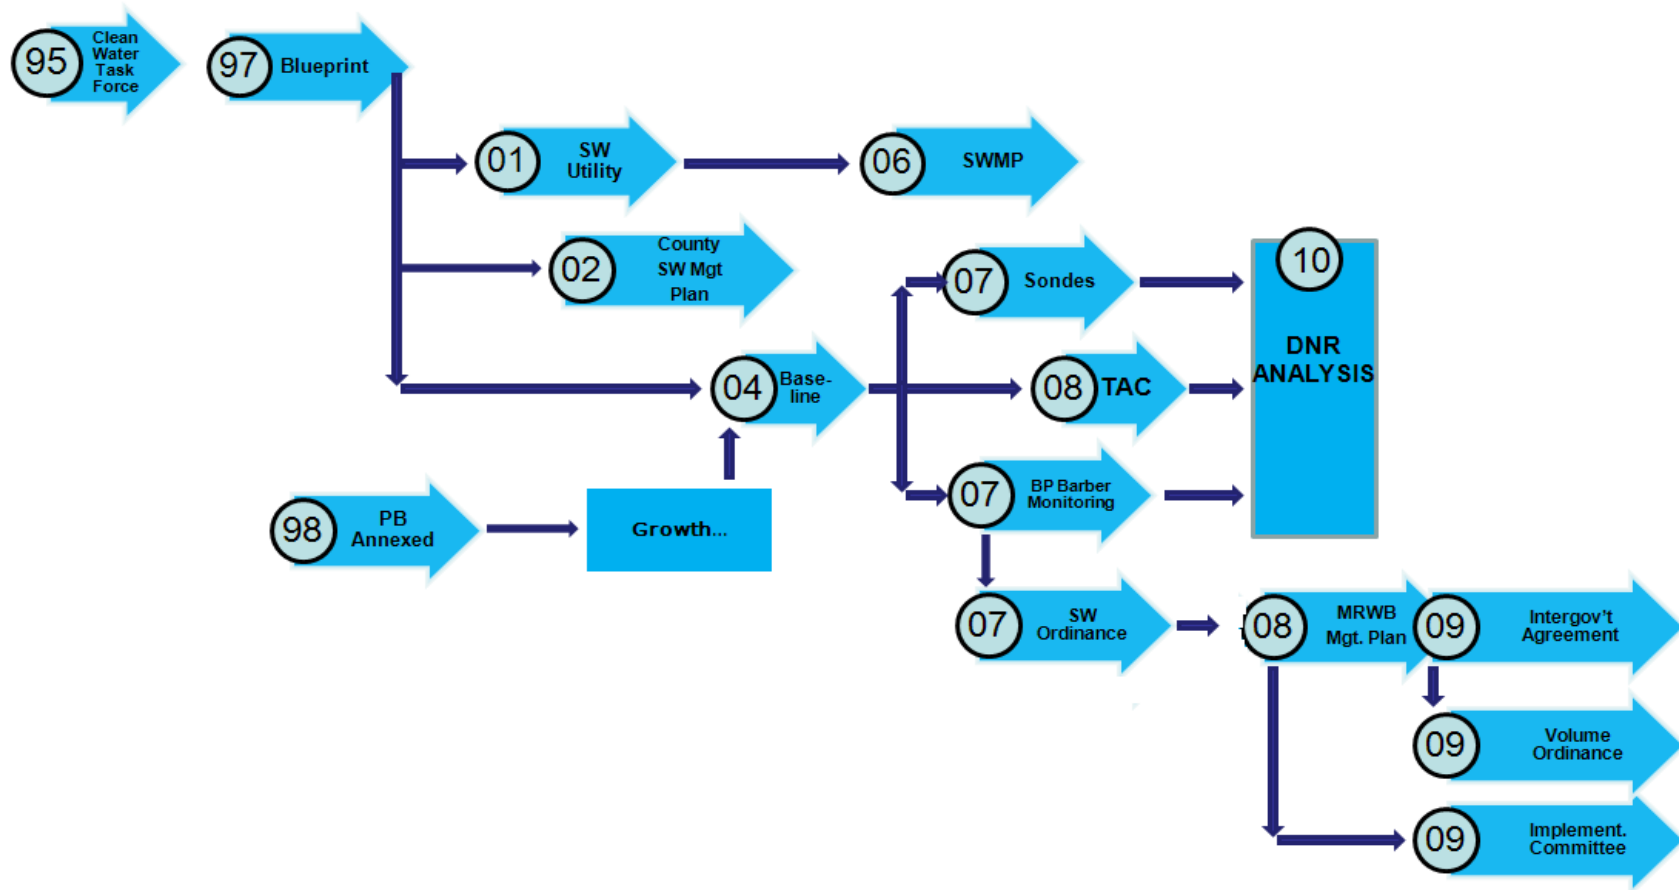 95
Clean
Water
Task
Force
97
Blueprint
01
SW
Utility
06
SWMP
02
County
SW Mgt
Plan
07
Sondes
10
DNR
ANALYSIS
04
Base-
line
08
TAC
07
BP Barber
Monitoring
98
PB
Annexed
Growth...
07
SW
Ordinance
08
MRWB
Mgt. Plan
09
Intergov't
Agreement
09
Volume
Ordinance
09
Implement.
Committee